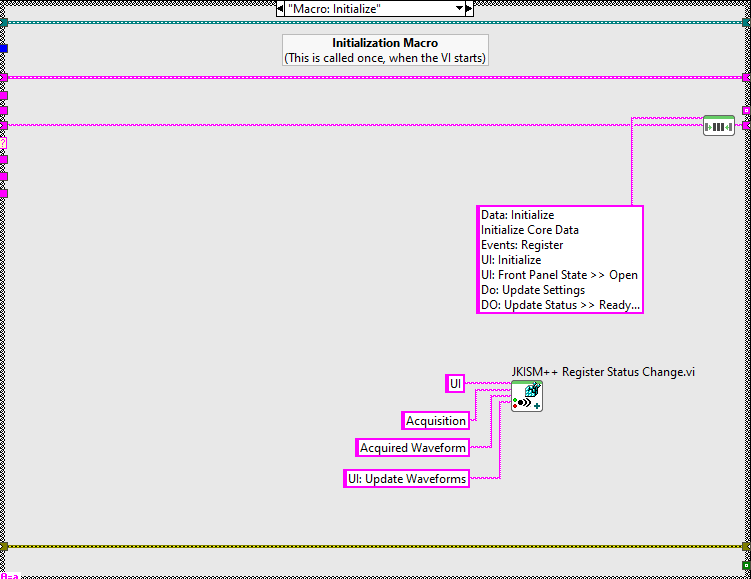 "Macro: Initialize"
Initialization Macro
(This is called once, when the VI starts)
?
Data: Initialize
Initialize Core Data
Events: Register
UI: Initialize
UI: Front Panel State >> Open
Do: Update Settings
DO: Update Status >> Ready...
JKISM++ Register Status Change.vi
UI
Acquisition
Acquired Waveform
UI: Update Waveforms
A=a